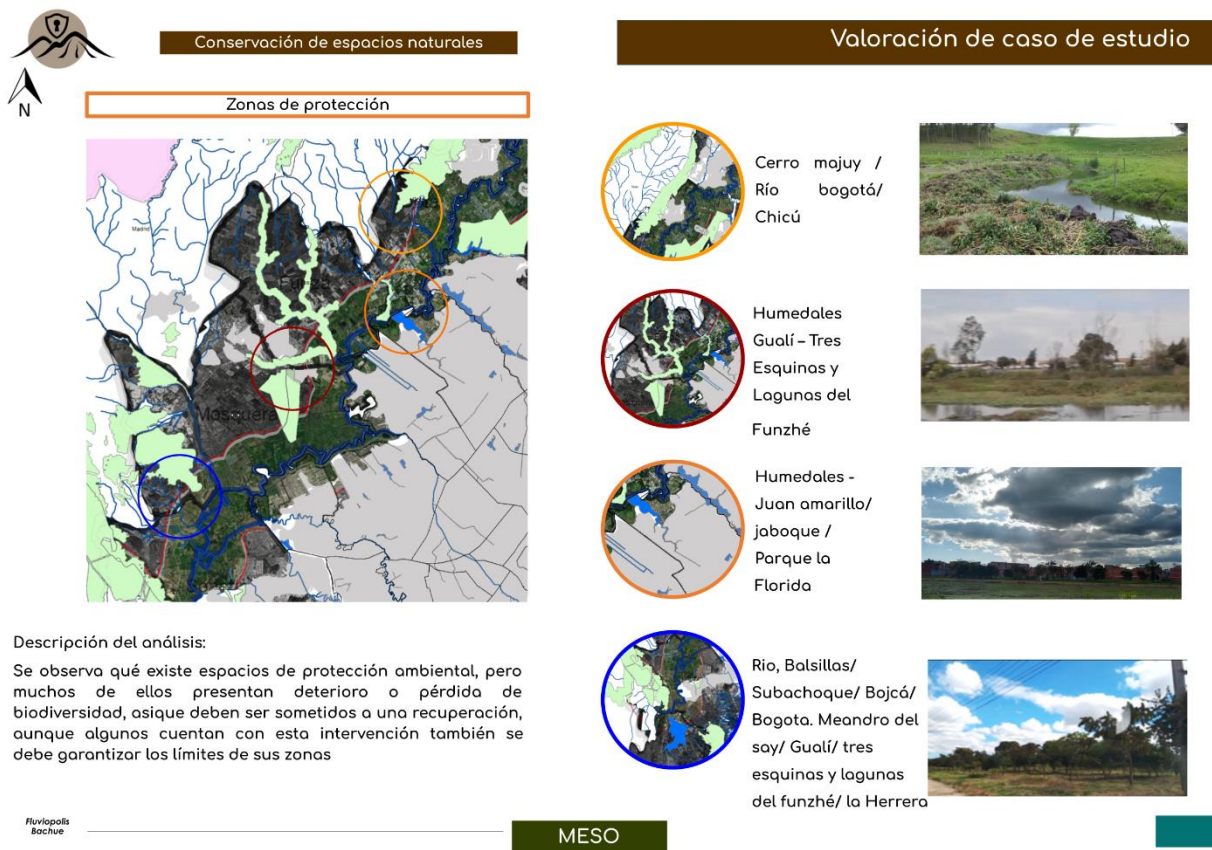 Conservación de espacios naturales
N
Zonas de protección
Madrid
Mosquera
Descripción del análisis:
Se observa qué existe espacios de protección ambiental, pero
muchos de ellos presentan deterioro o pérdida de
biodiversidad, asique deben ser sometidos a una recuperación,
aunque algunos cuentan con esta intervención también se
debe garantizar los límites de sus zonas
Fluviopolis
Bachue
MESO
Valoración de caso de estudio
Cerro majuy /
Río bogotá/
Chicú
Humedales
Gualí – Tres
Esquinas y
Lagunas del
Funzhé
Humedales -
Juan amarillo/
jaboque /
Parque la
Florida
Rio, Balsillas/
Subachoque/ Bojcá/
Bogota. Meandro del
say/ Gualí/ tres
esquinas y lagunas
del funzhé/ la Herrera